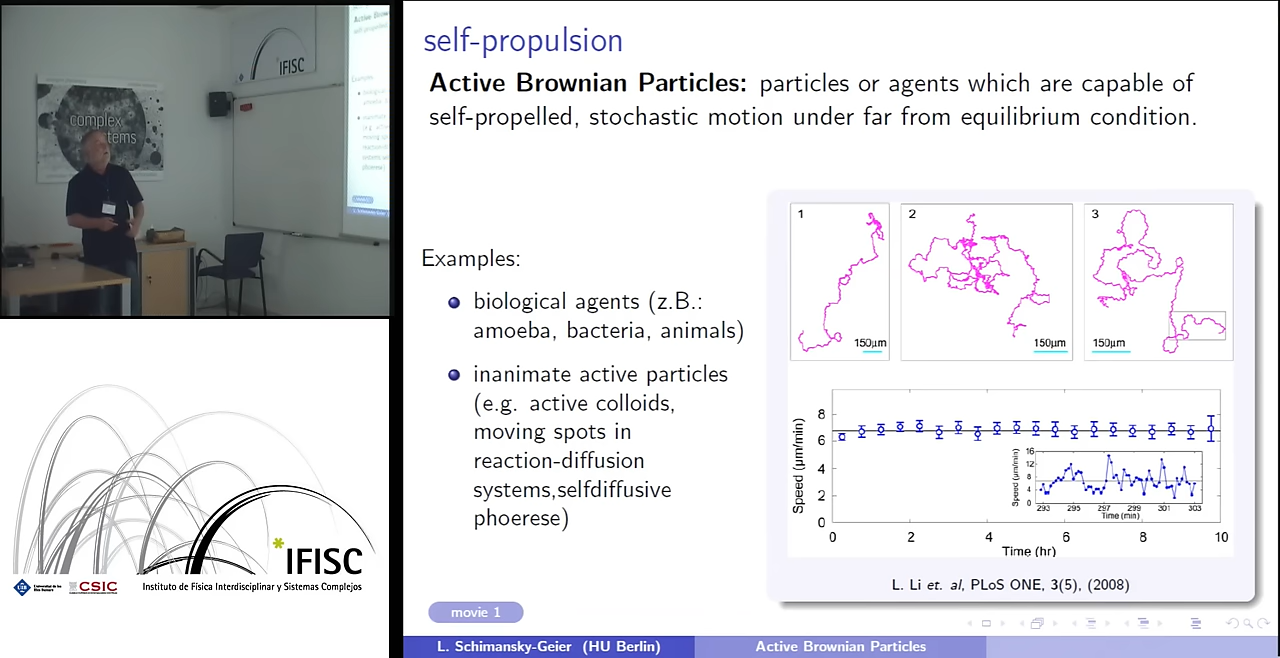 self-propulsion
Active Brownian Particles: particles or agents which are capable of
self-propelled, stochastic motion under far from equilibrium condition.
Examples:
biological agents (z.B.:
amoeba, bacteria, animals)
inanimate active particles
(e.g. active colloids,
moving spots in
reaction-diffusion
systems,selfdiffusive
phoerese)
1
150μm
2
150μm
3
150μm
Speed (μm/min)
8
6
4
2
0
0 2 4 6 8 10
Time (hr)
Speed (μm/min)
16
12
8
4
0
293 295 297 299 301 303
Time (min)
L. Li et. al, PLoS ONE, 3(5), (2008)
movie 1
L. Schimansky-Geier (HU Berlin)
Active Brownian Particles
IFISC
complex
systems
IFISC
CSIC
Instituto de Física Interdisciplinar y Sistemas Complejos